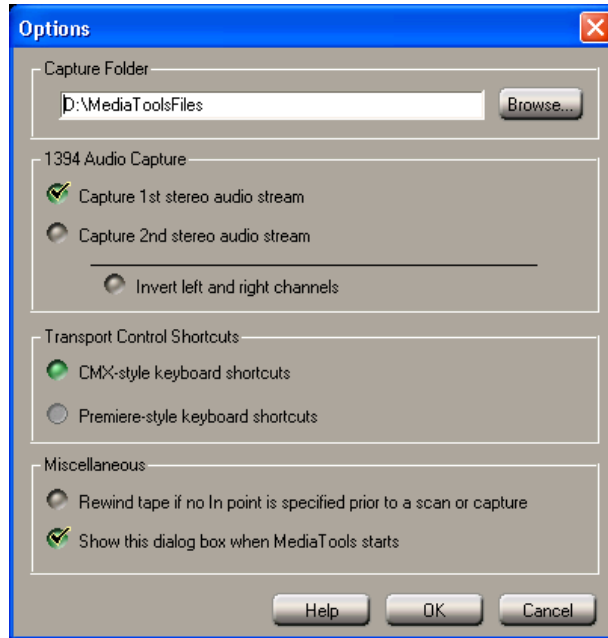 Options
Capture Folder
D:\MediaToolsFiles
Browse...
1394 Audio Capture
Capture 1st stereo audio stream
Capture 2nd stereo audio stream
Invert left and right channels
Transport Control Shortcuts
CMX-style keyboard shortcuts
Premiere-style keyboard shortcuts
Miscellaneous
Rewind tape if no In point is specified prior to a scan or capture
Show this dialog box when MediaTools starts
Help OK Cancel